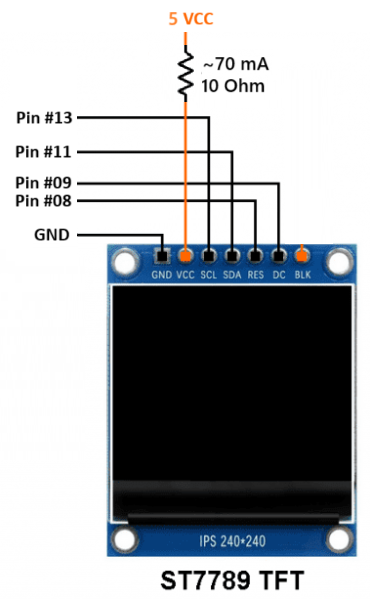 5 VCC
~70 mA
10 Ohm
Pin #13
Pin #11
Pin #09
Pin #08
GND
GND VCC SCL SDA RES DC BLK
IPS 240*240
ST7789 TFT